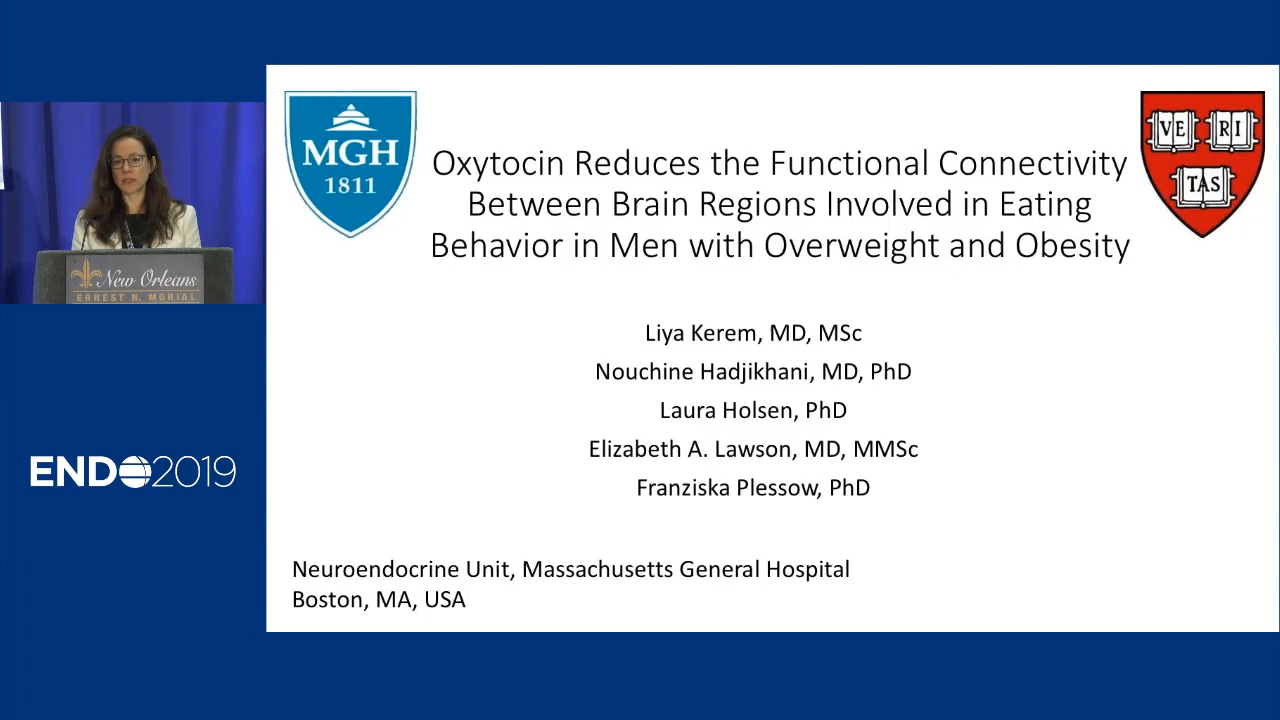 MGH
1811
VE RI
TAS
Oxytocin Reduces the Functional Connectivity
Between Brain Regions Involved in Eating
Behavior in Men with Overweight and Obesity
Liya Kerem, MD, MSc
Nouchine Hadjikhani, MD, PhD
Laura Holsen, PhD
Elizabeth A. Lawson, MD, MMSc
Franziska Plessow, PhD
Neuroendocrine Unit, Massachusetts General Hospital
Boston, MA, USA
New Orleans
ERNEST N. MORIAL
ENDO2019